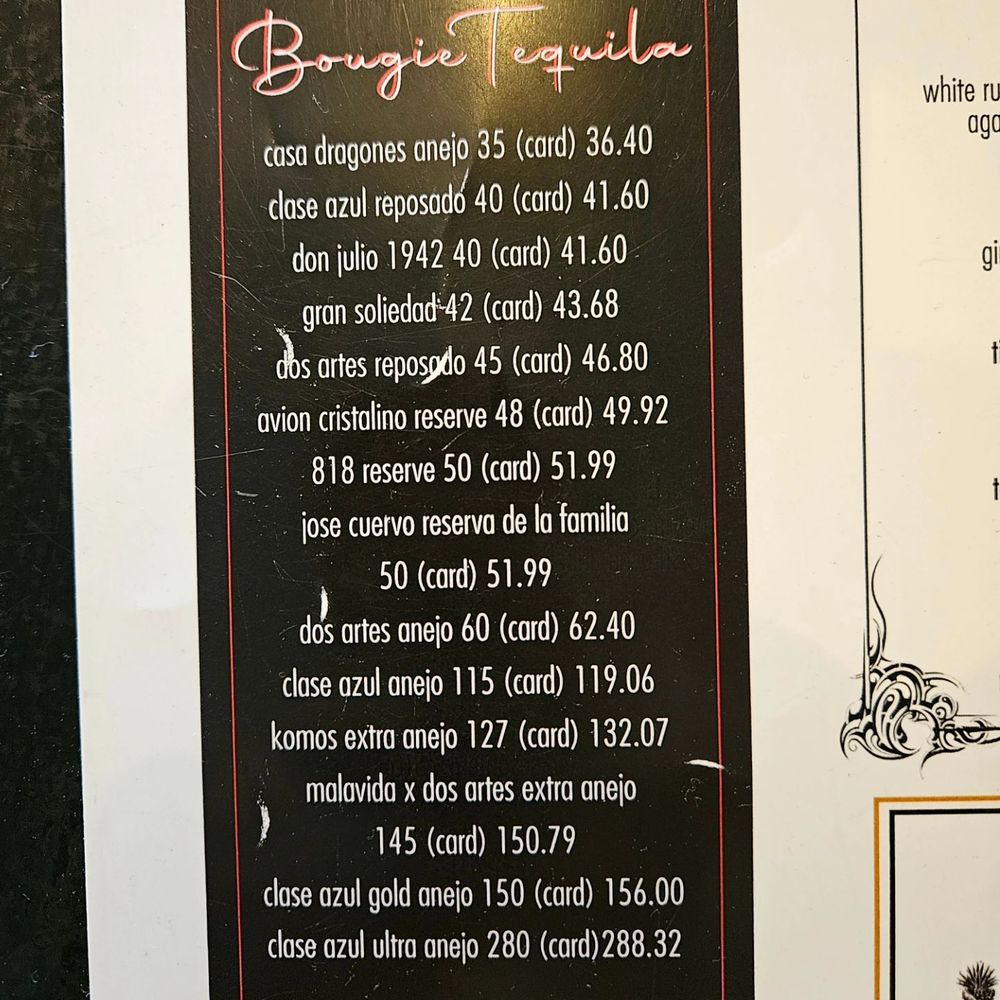 Bougie Tequila
casa dragones anejo 35 (card) 36.40
clase azul reposado 40 (card) 41.60
don julio 1942 40 (card) 41.60
gran soliedad 42 (card) 43.68
dos artes reposado 45 (card) 46.80
avion cristalino reserve 48 (card) 49.92
818 reserve 50 (card) 51.99
jose cuervo reserva de la familia
50 (card) 51.99
dos artes anejo 60 (card) 62.40
clase azul anejo 115 (card) 119.06
komos extra anejo 127 (card) 132.07
malavida x dos artes extra anejo
145 (card) 150.79
clase azul gold anejo 150 (card) 156.00
clase azul ultra anejo 280 (card)288.32
white